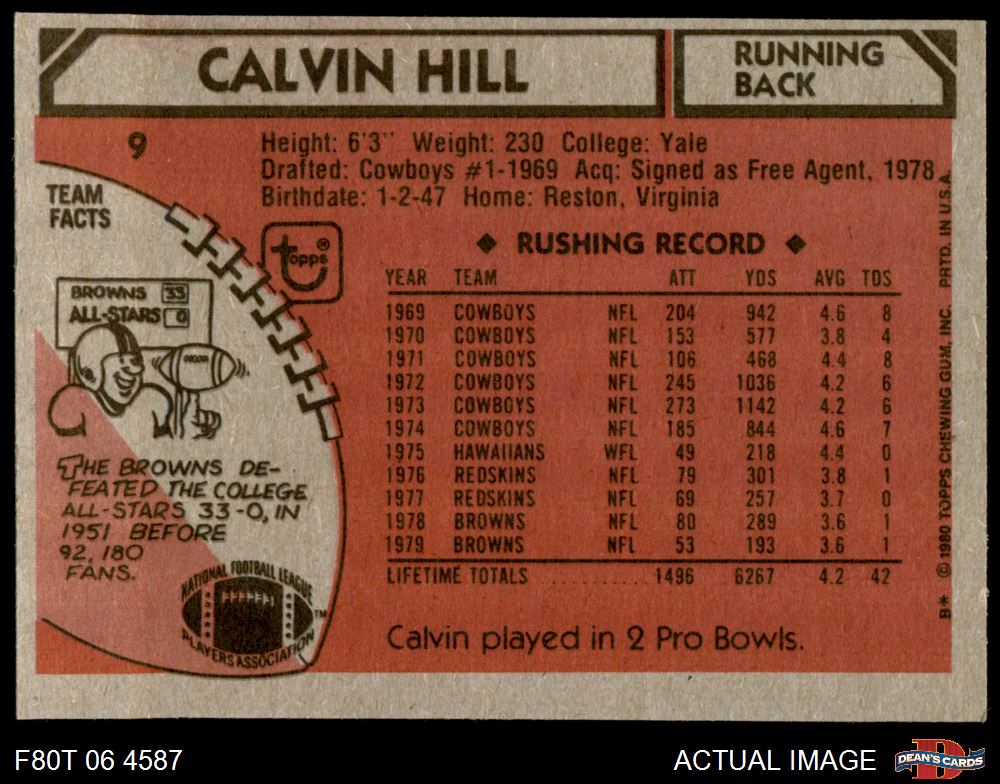 CALVIN HILL
RUNNING
BACK
9
Height: 6'3" Weight: 230 College: Yale
Drafted: Cowboys #1-1969 Acq: Signed as Free Agent, 1978
Birthdate: 1-2-47 Home: Reston, Virginia
TEAM
FACTS
topps®
BROWNS 33
ALL-STARS 0
THE BROWNS DE-
FEATED THE COLLEGE
ALL-STARS 33-0, IN
1951 BEFORE
92,180
FANS.
NATIONAL FOOTBALL LEAGUE
PLAYERS ASSOCIATION
TM
◆ RUSHING RECORD ◆
YEAR TEAM ATT YDS AVG TDS
1969 COWBOYS NFL 204 942 4.6 8
1970 COWBOYS NFL 153 577 3.8 4
1971 COWBOYS NFL 106 468 4.4 8
1972 COWBOYS NFL 245 1036 4.2 6
1973 COWBOYS NFL 273 1142 4.2 6
1974 COWBOYS NFL 185 844 4.6 7
1975 HAWAIIANS WFL 49 218 4.4 0
1976 REDSKINS NFL 79 301 3.8 1
1977 REDSKINS NFL 69 257 3.7 0
1978 BROWNS NFL 80 289 3.6 1
1979 BROWNS NFL 53 193 3.6 1
LIFETIME TOTALS .......... 1496 6267 4.2 42
Calvin played in 2 Pro Bowls.
B* © 1980 TOPPS CHEWING GUM, INC. PRTD. IN U.S.A.
F80T 06 4587
ACTUAL IMAGE
DEAN'S CARDS